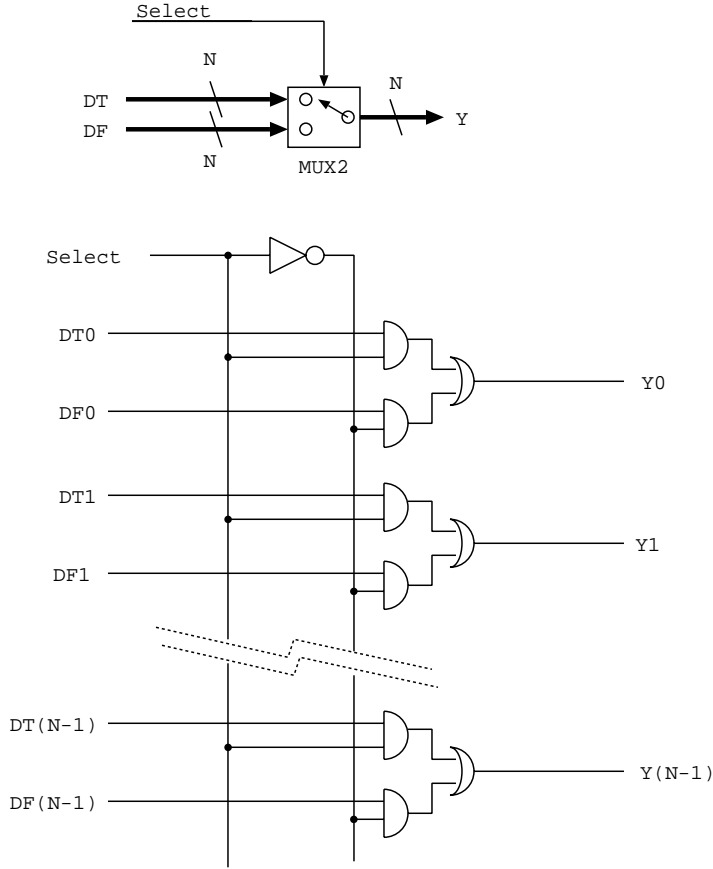 Select
N
N
DT
DF
Y
N
MUX2
Select
DT0
Y0
DF0
DT1
Y1
DF1
DT(N-1)
Y(N-1)
DF(N-1)